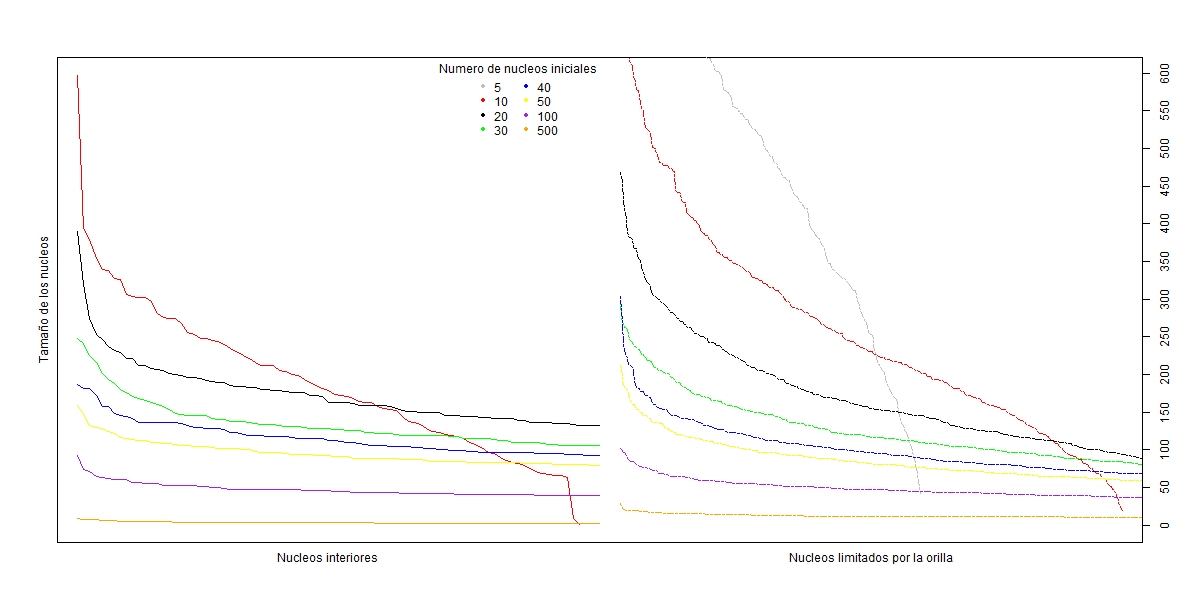 Numero de nucleos iniciales
5 40
10 50
20 100
30 500
Tamaño de los nucleos
0 50 100 150 200 250 300 350 400 450 500 550 600
Nucleos interiores
Nucleos limitados por la orilla